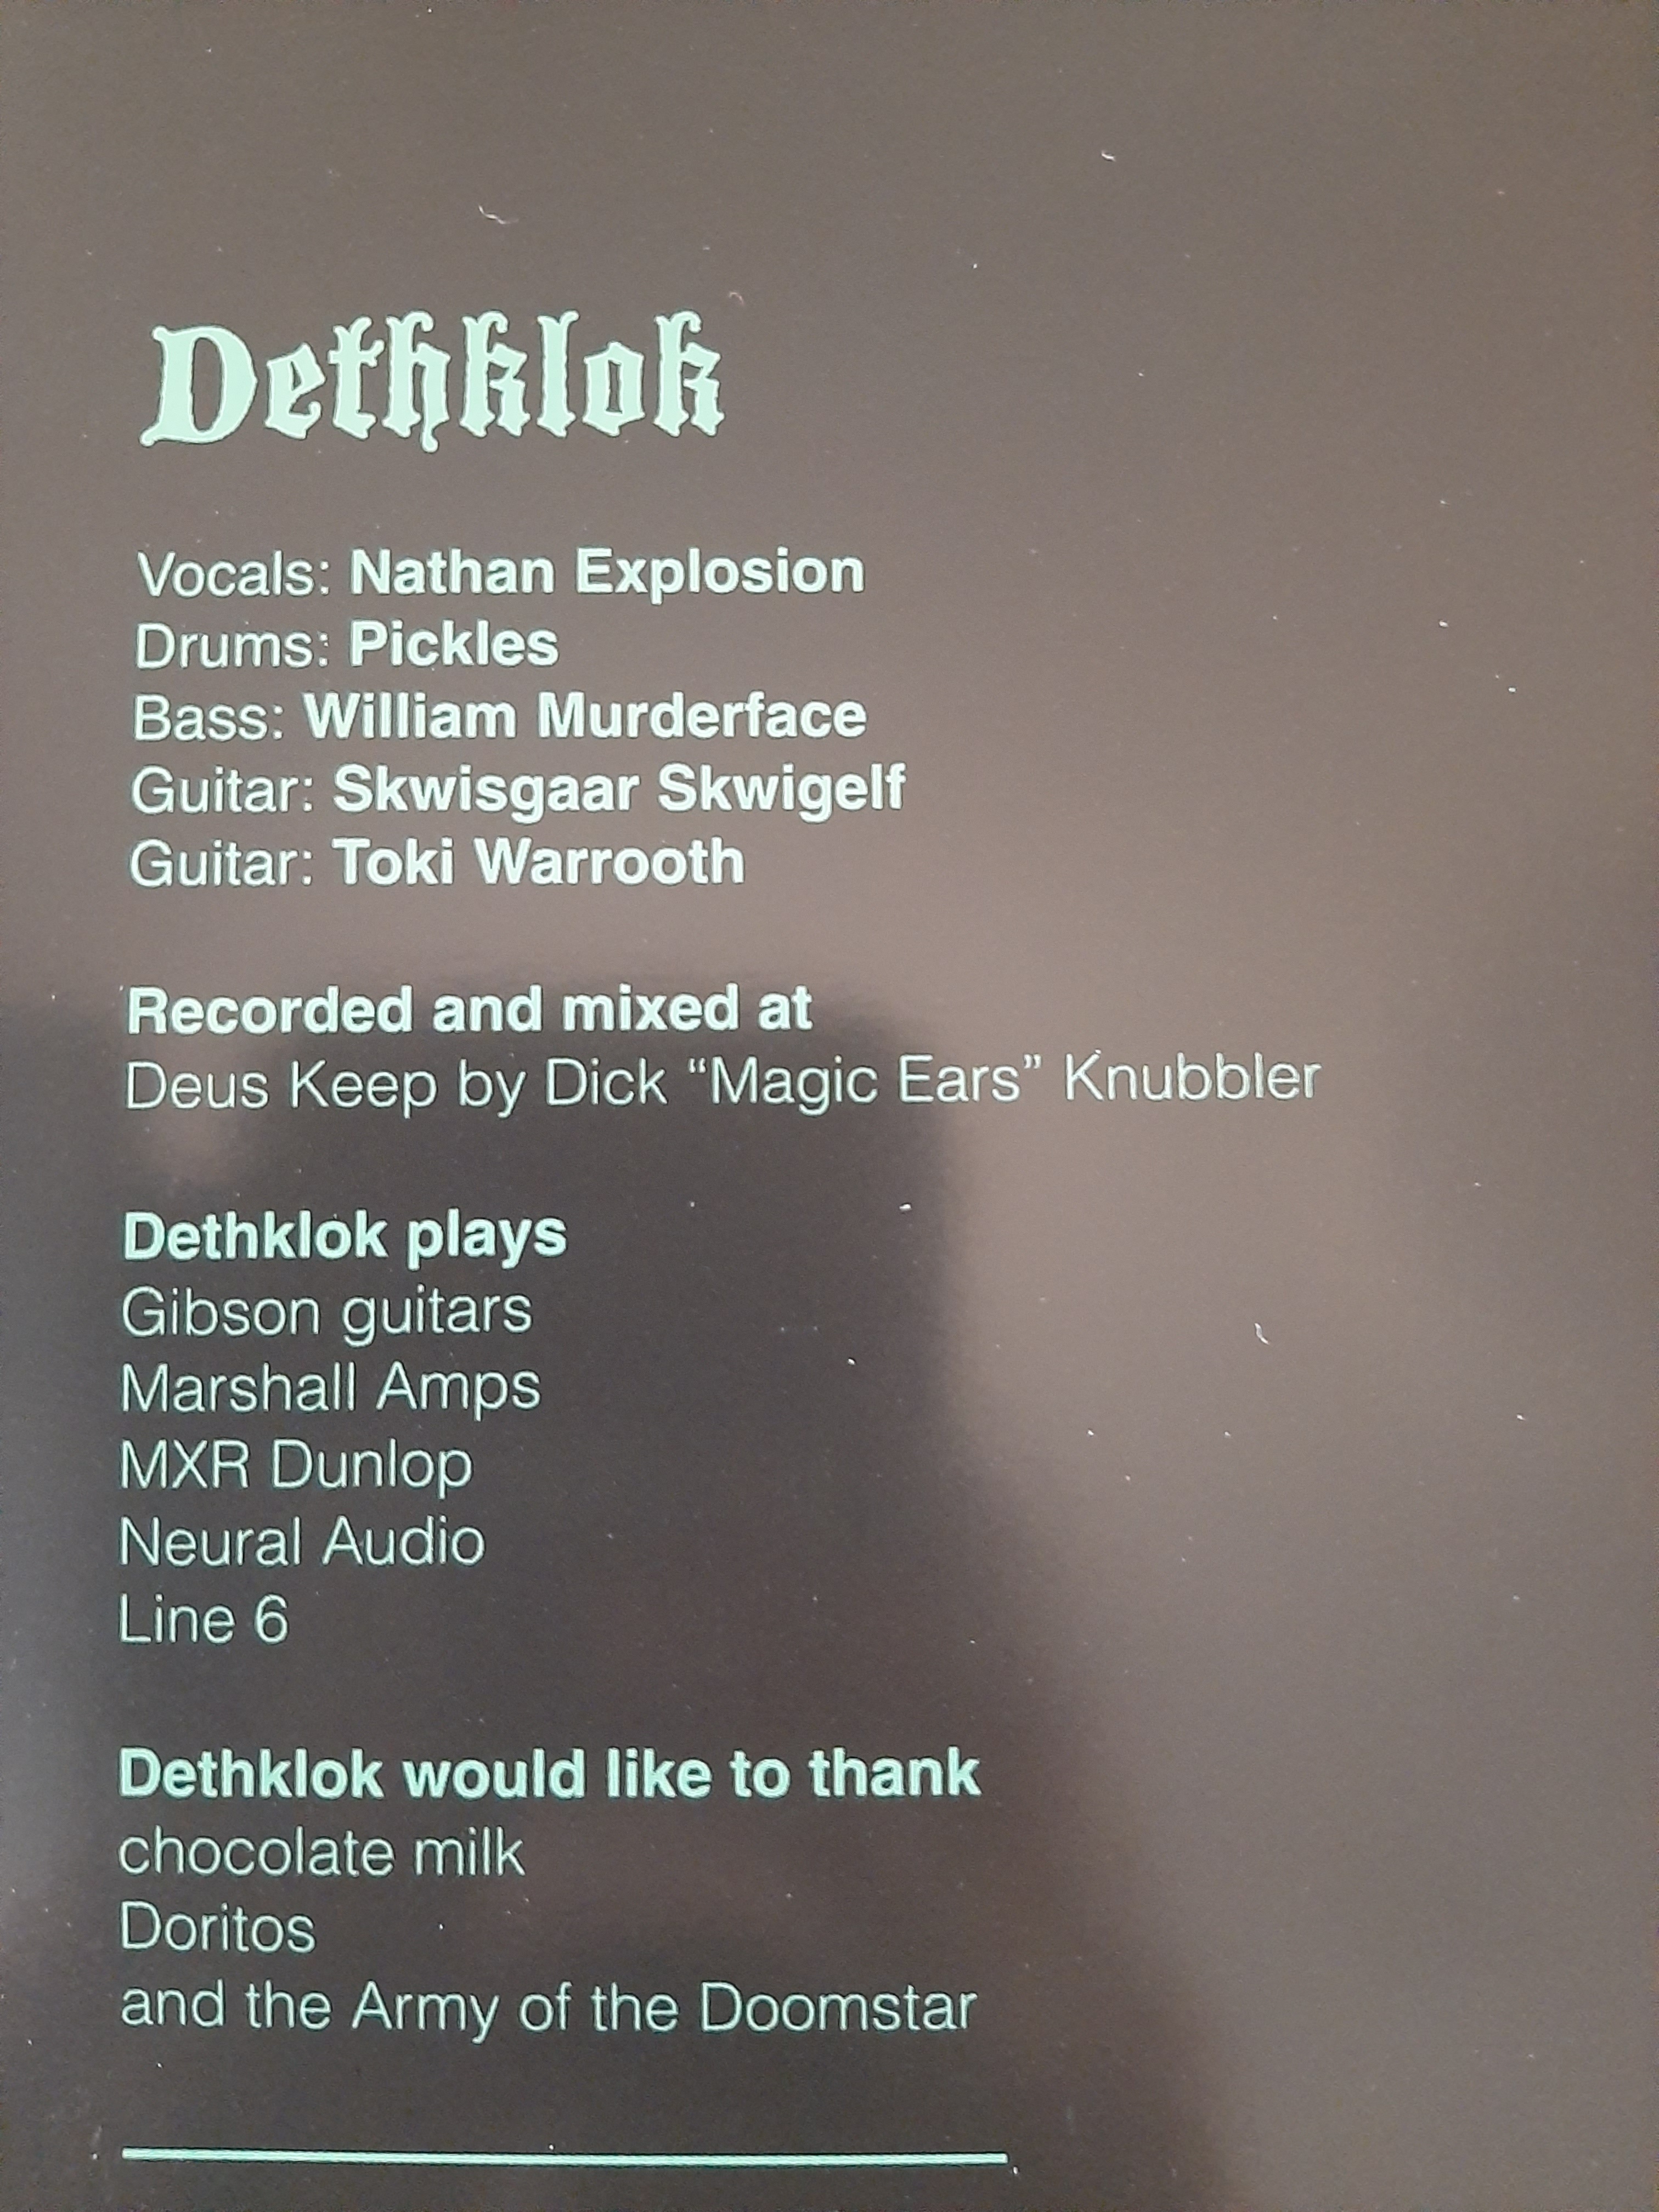 Dethklok
Vocals: Nathan Explosion
Drums: Pickles
Bass: William Murderface
Guitar: Skwisgaar Skwigelf
Guitar: Toki Warrooth
Recorded and mixed at
Deus Keep by Dick “Magic Ears” Knubbler
Dethklok plays
Gibson guitars
Marshall Amps
MXR Dunlop
Neural Audio
Line 6
Dethklok would like to thank
chocolate milk
Doritos
and the Army of the Doomstar